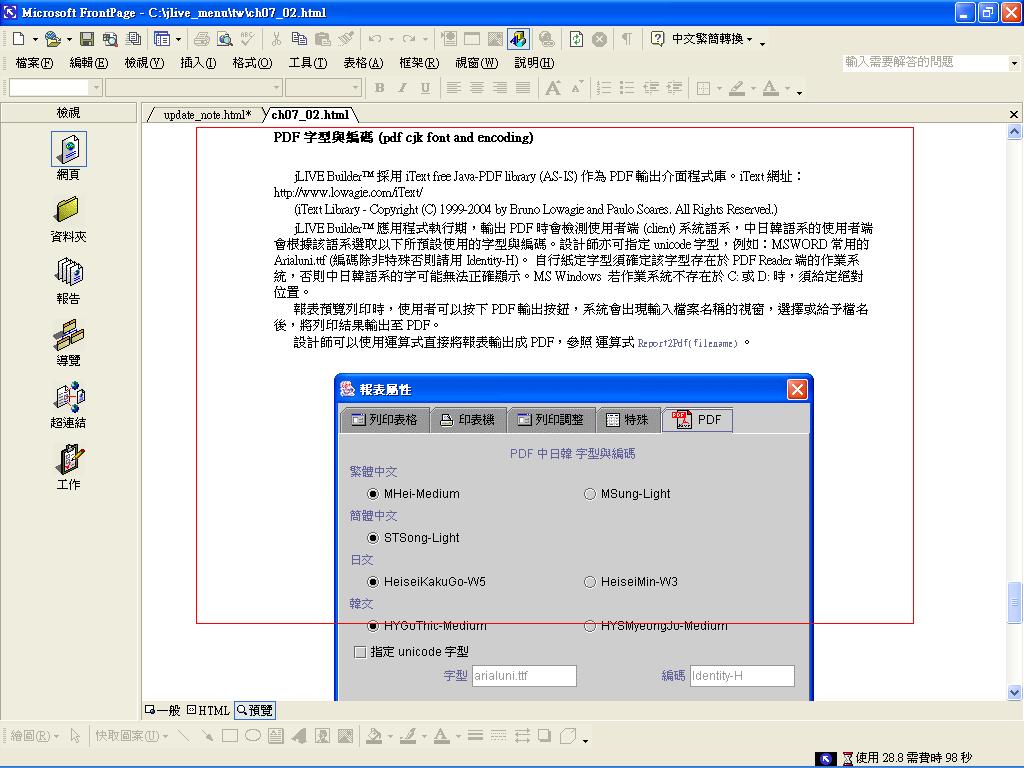 Microsoft FrontPage - C:\jlive_menu\tw\ch07_02.html
中文繁簡轉換
檔案(F) 編輯(E) 檢視(V) 插入(I) 格式(O) 工具(T) 表格(A) 框架(R) 視窗(W) 說明(H) 輸入需要解答的問題
B I U
檢視
update_note.html* ch07_02.html
網頁
資料夾
報告
導覽
超連結
工作
PDF 字型與編碼 (pdf cjk font and encoding)
jLIVE Builder™ 採用 iText free Java-PDF library (AS-IS) 作為 PDF 輸出介面程式庫。iText 網址：
http://www.lowagie.com/iText/
(iText Library - Copyright (C) 1999-2004 by Bruno Lowagie and Paulo Soares. All Rights Reserved.)
jLIVE Builder™ 應用程式執行期，輸出 PDF 時會檢測使用者端 (client) 系統語系，中日韓語系的使用者端
會根據該語系選取以下所預設使用的字型與編碼。設計師亦可指定 unicode 字型，例如：MSWORD 常用的
Arialuni.ttf (編碼除非特殊否則請用 Identity-H)。 自行紙定字型須確定該字型存在於 PDF Reader 端的作業系
統，否則中日韓語系的字可能無法正確顯示。MS Windows 若作業系統不存在於 C: 或 D: 時，須給定絕對
位置。
報表預覽列印時，使用者可以按下 PDF 輸出按鈕，系統會出現輸入檔案名稱的視窗，選擇或給予檔名
後，將列印結果輸出至 PDF。
設計師可以使用運算式直接將報表輸出成 PDF，參照 運算式 Report2Pdf(filename) 。
報表屬性
列印表格 印表機 列印調整 特殊 PDF
PDF 中日韓 字型與編碼
繁體中文
MHei-Medium MSung-Light
簡體中文
STSong-Light
日文
HeiseiKakuGo-W5 HeiseiMin-W3
韓文
HYGoThic-Medium HYSMyeongJo-Medium
指定 unicode 字型
字型 arialuni.ttf 編碼 Identity-H
一般 HTML 預覽
繪圖(R) 快取圖案(U)
使用 28.8 需費時 98 秒